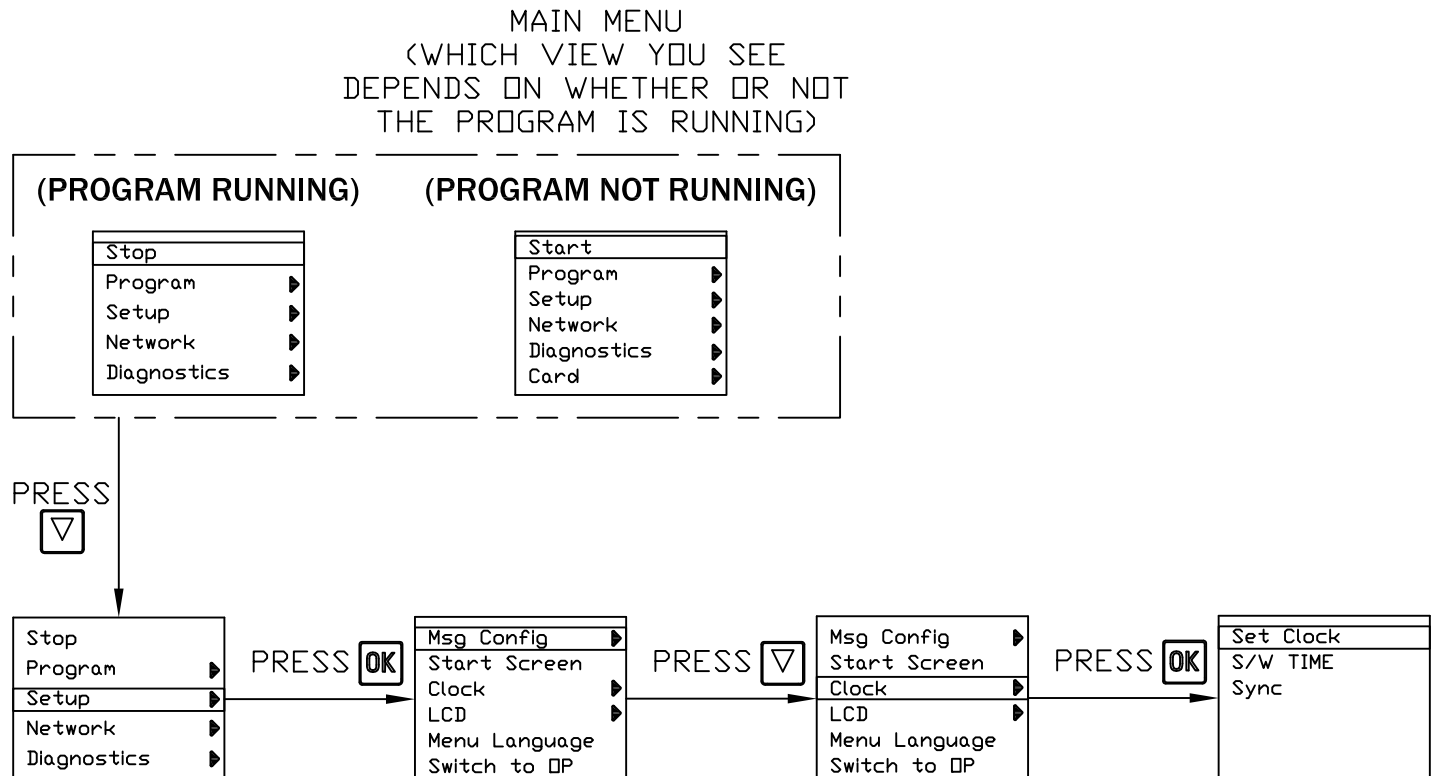 MAIN MENU
(WHICH VIEW YOU SEE
DEPENDS ON WHETHER OR NOT
THE PROGRAM IS RUNNING)
(PROGRAM RUNNING)
Stop
Program
Setup
Network
Diagnostics
(PROGRAM NOT RUNNING)
Start
Program
Setup
Network
Diagnostics
Card
PRESS
Stop
Program
Setup
Network
Diagnostics
PRESS OK
Msg Config
Start Screen
Clock
LCD
Menu Language
Switch to OP
PRESS
Msg Config
Start Screen
Clock
LCD
Menu Language
Switch to OP
PRESS OK
Set Clock
S/W TIME
Sync